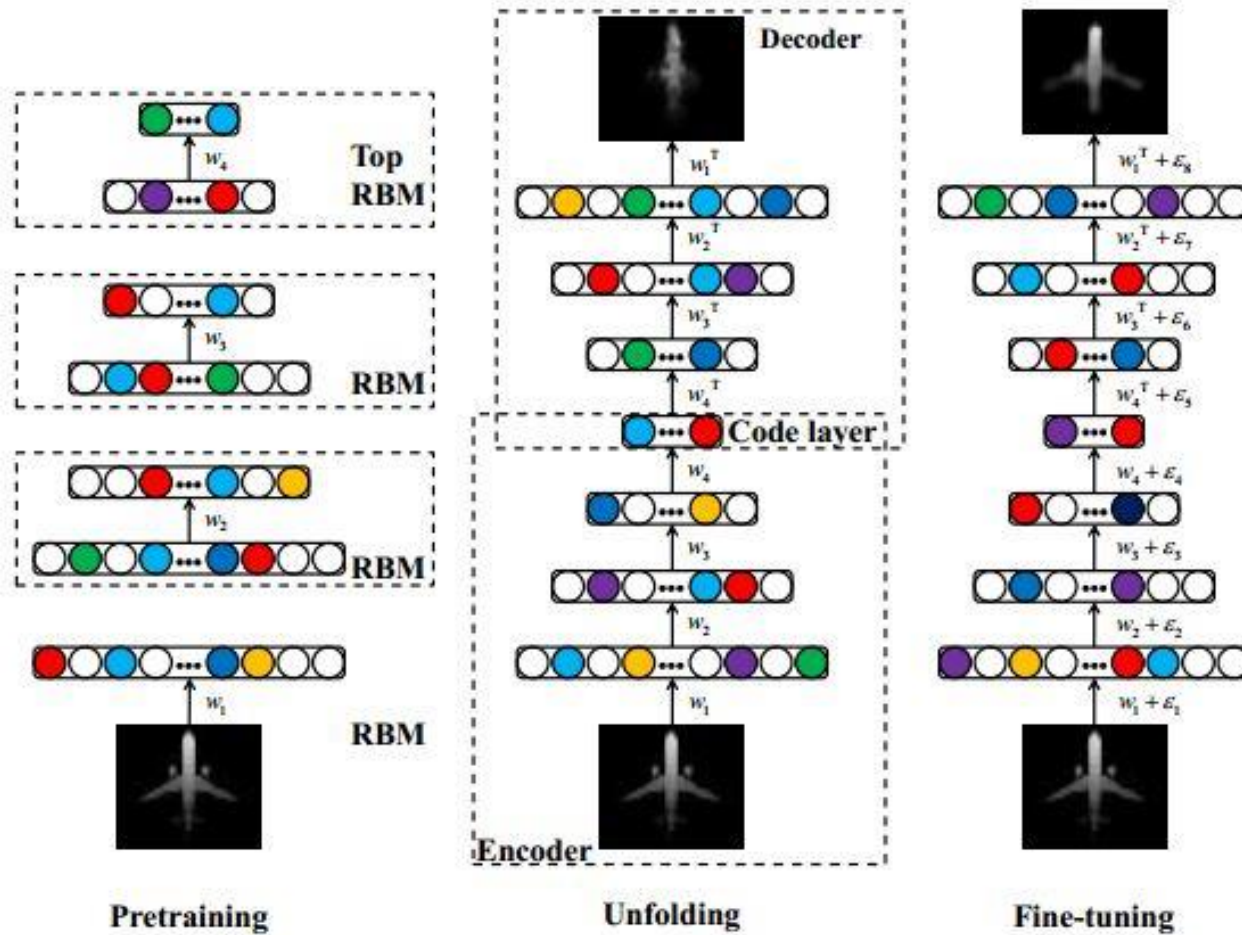 Top
RBM
w₄
w₃
RBM
w₂
RBM
w₁
RBM
Pretraining
Decoder
w₁ᵀ
w₂ᵀ
w₃ᵀ
w₄ᵀ
Code layer
w₄
w₃
w₂
w₁
Encoder
Unfolding
w₁ᵀ + ε₈
w₂ᵀ + ε₇
w₃ᵀ + ε₆
w₄ᵀ + ε₅
w₄ + ε₄
w₃ + ε₃
w₂ + ε₂
w₁ + ε₁
Fine-tuning